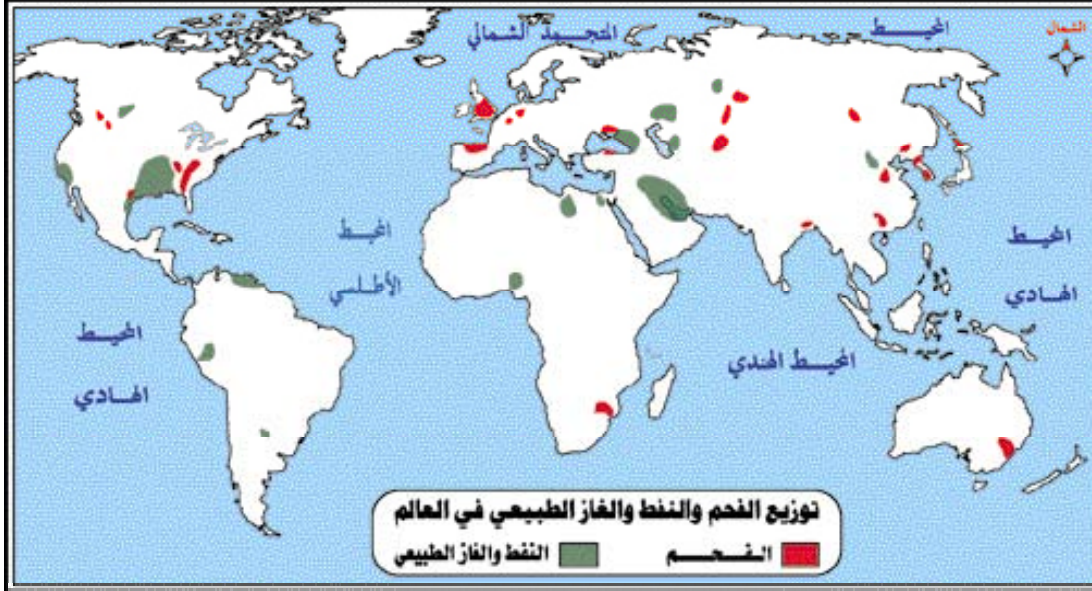 المحيط
المتجمد الشمالي
الشمال
المحيط
الأطلسي
المحيط
الهادي
المحيط
الهادي
المحيط الهندي
توزيع الفحم والنفط والغاز الطبيعي في العالم
الفحم
النفط والغاز الطبيعي